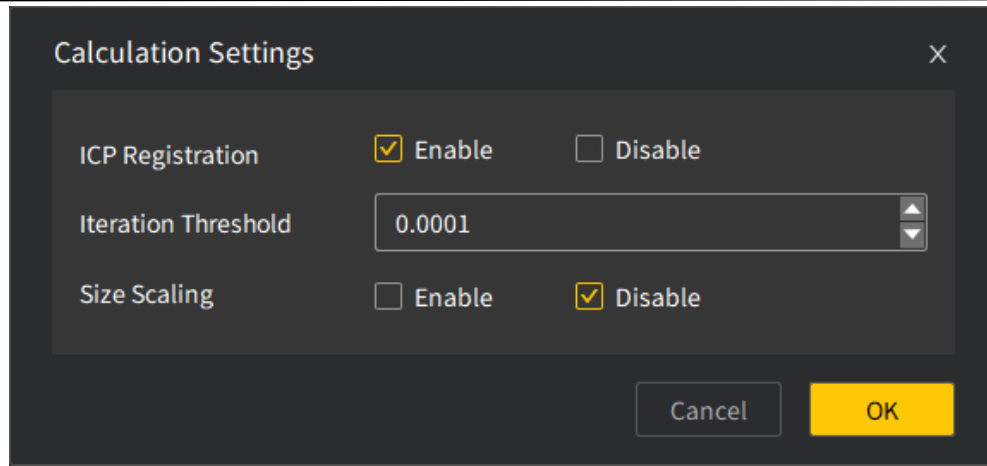 Calculation Settings X
ICP Registration Enable Disable
Iteration Threshold 0.0001
Size Scaling Enable Disable
Cancel OK